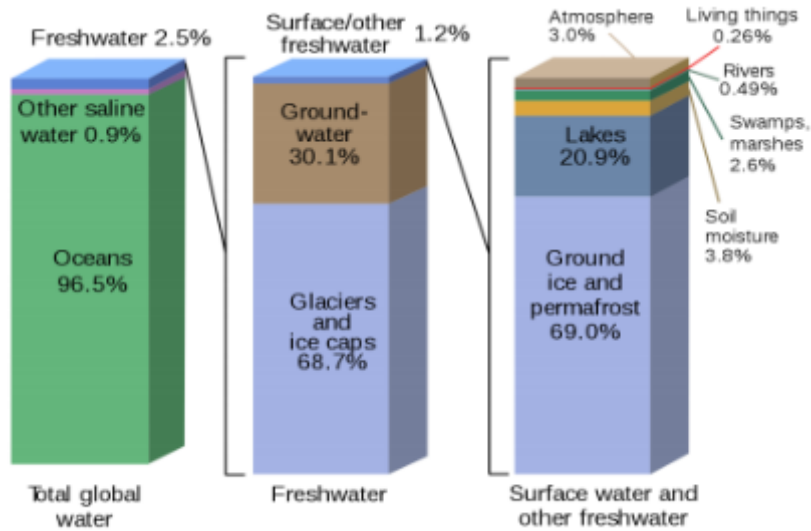 Freshwater 2.5%
Other saline
water 0.9%
Oceans
96.5%
Total global
water
Surface/other
freshwater
1.2%
Ground-
water
30.1%
Glaciers
and
ice caps
68.7%
Freshwater
Atmosphere
3.0%
Living things
0.26%
Rivers
0.49%
Swamps,
marshes
2.6%
Soil
moisture
3.8%
Lakes
20.9%
Ground
ice and
permafrost
69.0%
Surface water and
other freshwater